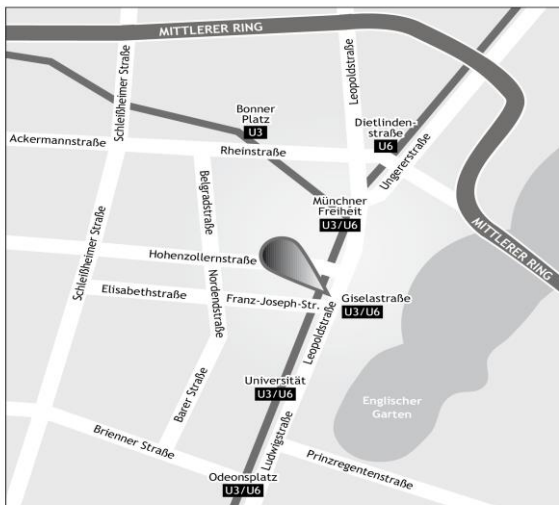 MITTLERER RING
Schleißheimer Straße
Leopoldstraße
Bonner
Platz
U3
Dietlinden-
straße
U6
Ackermannstraße
Rheinstraße
Ungererstraße
Belgradstraße
Münchner
Freiheit
U3/U6
MITTLERER RING
Schleißheimer Straße
Hohenzollernstraße
Nordendstraße
Elisabethstraße
Franz-Joseph-Str.
Giselastraße
U3/U6
Leopoldstraße
Barer Straße
Universität
U3/U6
Englischer
Garten
Brienner Straße
Ludwigstraße
Prinzregentenstraße
Odeonsplatz
U3/U6